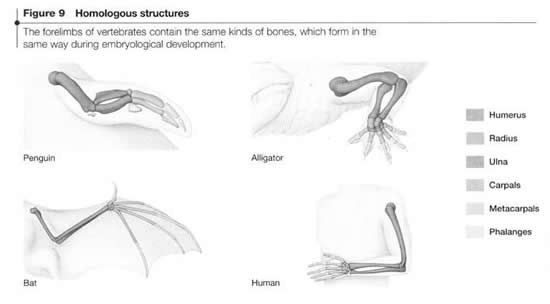 Figure 9 Homologous structures
The forelimbs of vertebrates contain the same kinds of bones, which form in the
same way during embryological development.
Penguin
Alligator
Bat
Human
Humerus
Radius
Ulna
Carpals
Metacarpals
Phalanges